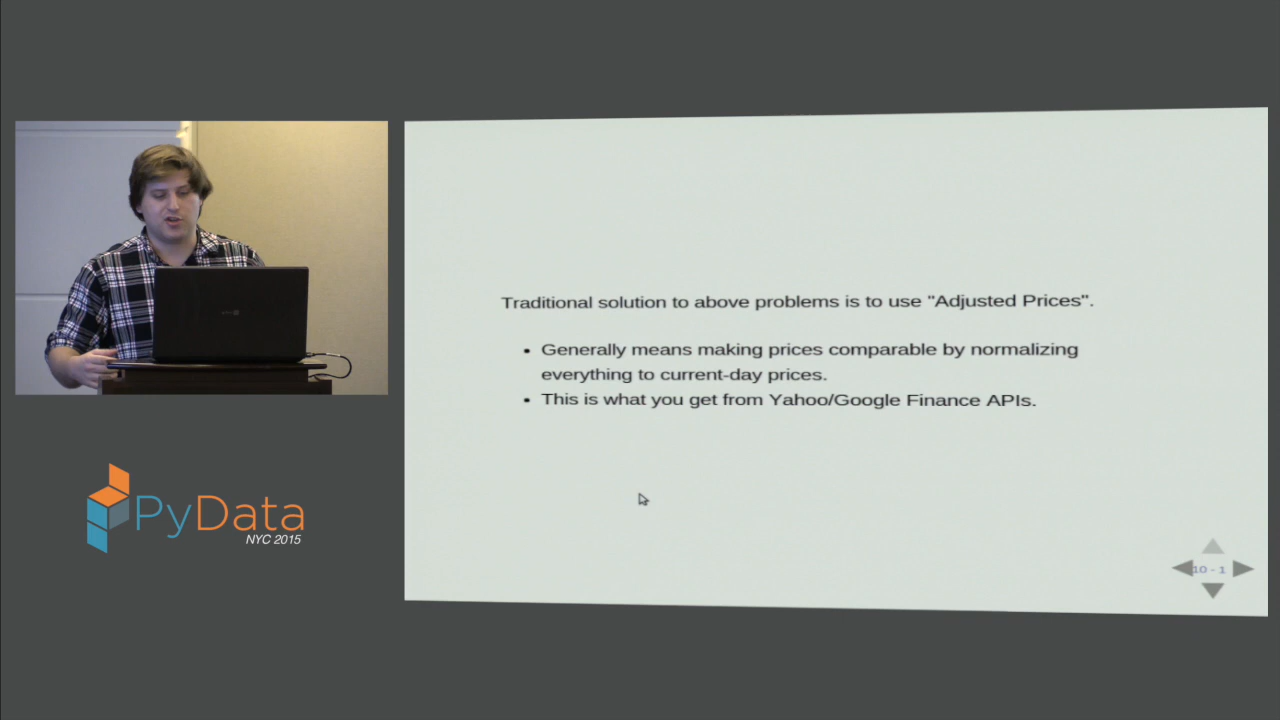 Traditional solution to above problems is to use "Adjusted Prices".
• Generally means making prices comparable by normalizing
everything to current-day prices.
• This is what you get from Yahoo/Google Finance APIs.
PyData
NYC 2015
10 - 1